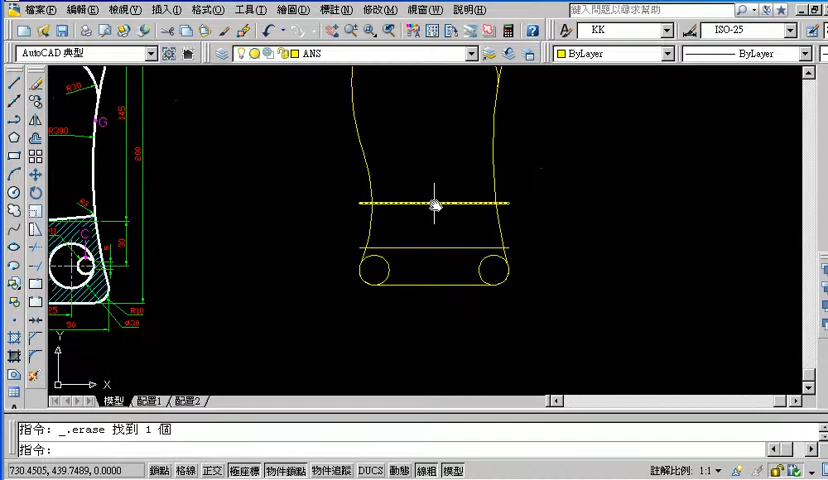 檔案(F) 編輯(E) 檢視(V) 插入(I) 格式(O) 工具(T) 繪圖(D) 標註(N) 修改(M) 視窗(W) 說明(H) 鍵入問題以尋求說明
KK ISO-25
AutoCAD 典型 ANS ByLayer ByLayer
R30
145
G
R200
200
R5
C
30
R10
25 Ø30
50
Y
X
模型 配置1 配置2
指令: _.erase 找到 1 個
指令:
730.4505, 439.7489, 0.0000 鎖點 格線 正交 極座標 物件鎖點 物件追蹤 DUCS 動態 線粗 模型 註解比例: 1:1